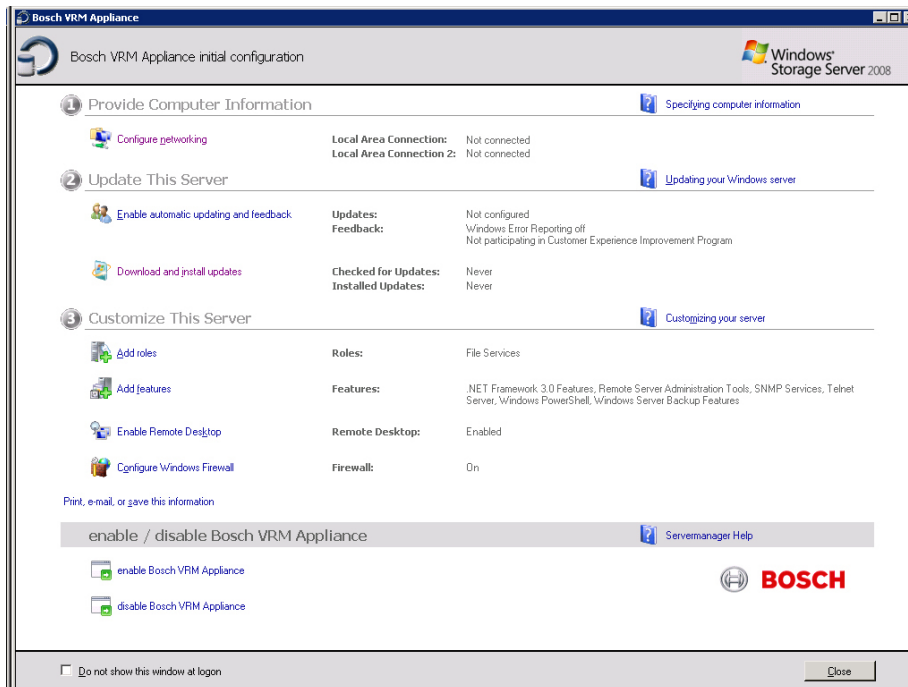 Bosch VRM Appliance
Bosch VRM Appliance initial configuration
Windows®
Storage Server 2008
1 Provide Computer Information
Specifying computer information
Configure networking
Local Area Connection: Not connected
Local Area Connection 2: Not connected
2 Update This Server
Updating your Windows server
Enable automatic updating and feedback
Updates: Not configured
Feedback: Windows Error Reporting off
Not participating in Customer Experience Improvement Program
Download and install updates
Checked for Updates: Never
Installed Updates: Never
3 Customize This Server
Customizing your server
Add roles
Roles: File Services
Add features
Features: .NET Framework 3.0 Features, Remote Server Administration Tools, SNMP Services, Telnet
Server, Windows PowerShell, Windows Server Backup Features
Enable Remote Desktop
Remote Desktop: Enabled
Configure Windows Firewall
Firewall: On
Print, e-mail, or save this information
enable / disable Bosch VRM Appliance
Servermanager Help
enable Bosch VRM Appliance
BOSCH
disable Bosch VRM Appliance
Do not show this window at logon
Close